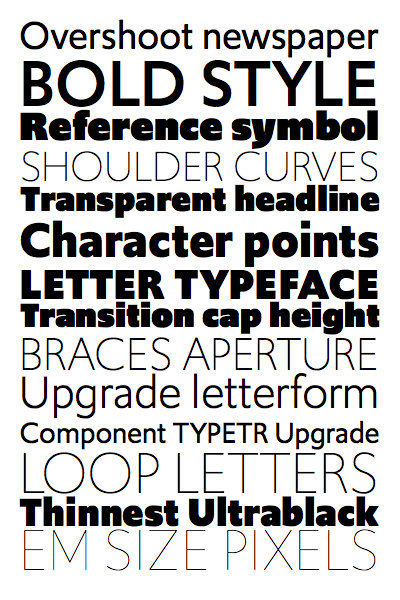 Overshoot newspaper
BOLD STYLE
Reference symbol
SHOULDER CURVES
Transparent headline
Character points
LETTER TYPEFACE
Transition cap height
BRACES APERTURE
Upgrade letterform
Component TYPETR Upgrade
LOOP LETTERS
Thinnest Ultrablack
EM SIZE PIXELS